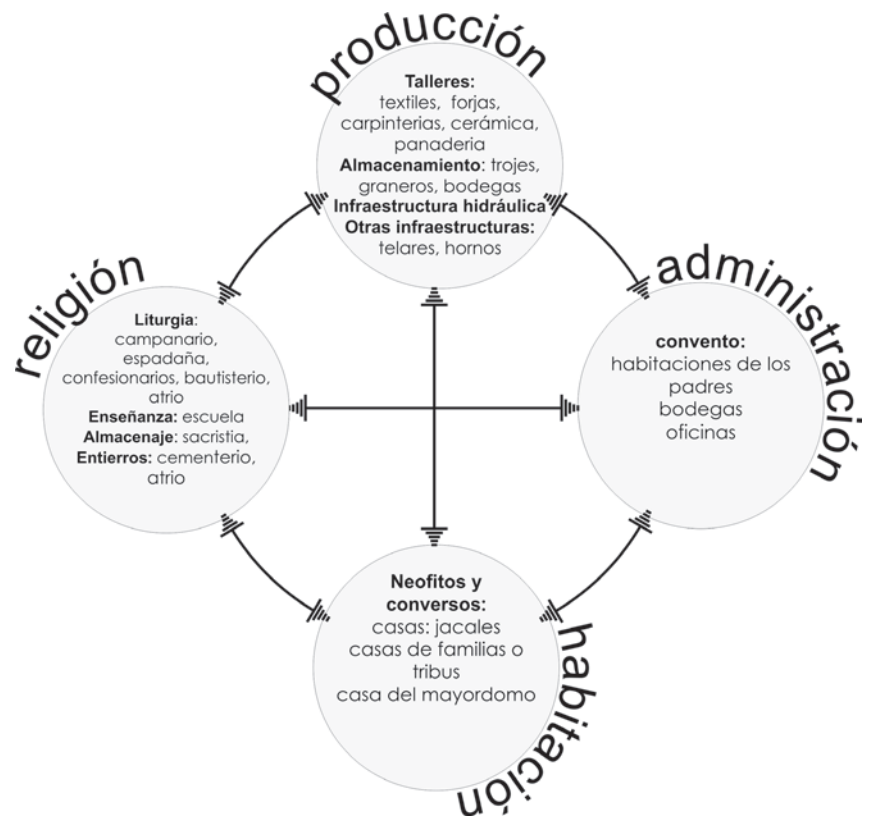 producción
Talleres:
textiles, forjas,
carpinterias, cerámica,
panaderia
Almacenamiento: trojes,
graneros, bodegas
Infraestructura hidráulica
Otras infraestructuras:
telares, hornos
religión
Liturgia:
campanario,
espadaña,
confesionarios, bautisterio,
atrio
Enseñanza: escuela
Almacenaje: sacristia,
Entierros: cementerio,
atrio
administración
convento:
habitaciones de los
padres
bodegas
oficinas
habitación
Neofitos y
conversos:
casas: jacales
casas de familias o
tribus
casa del mayordomo